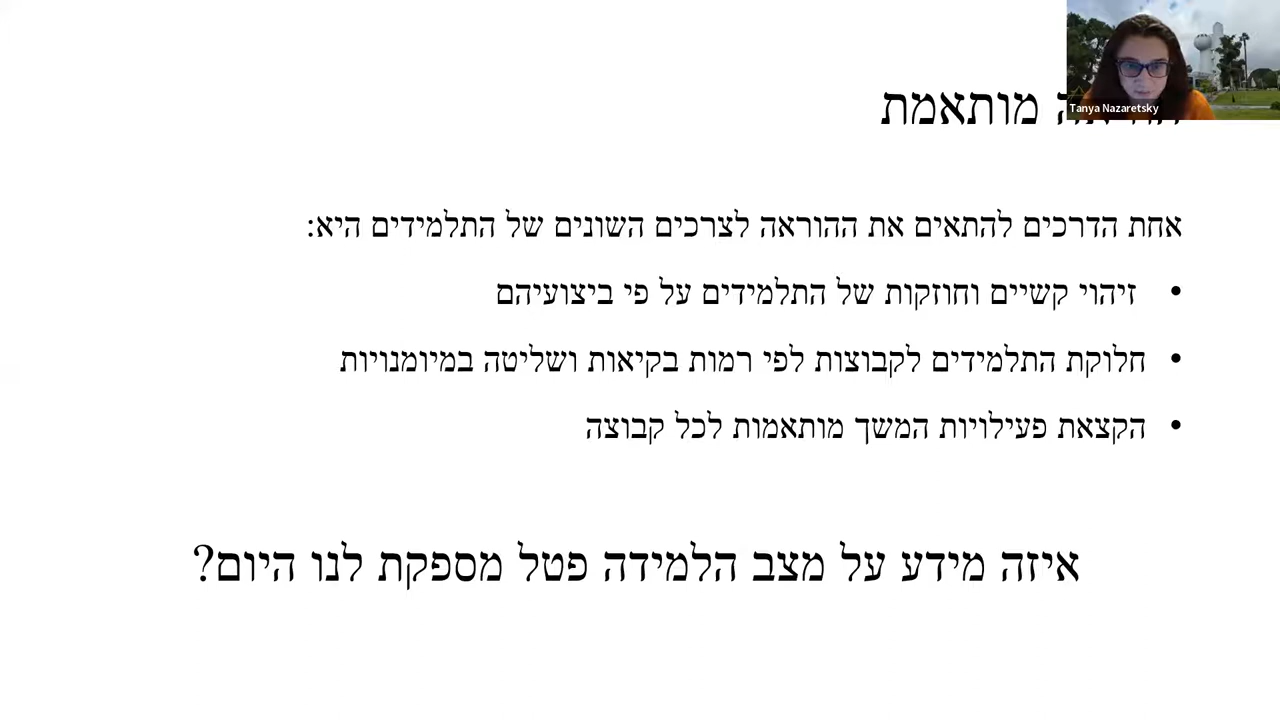 מותאמת
Tanya Nazaretsky
אחת הדרכים להתאים את ההוראה לצרכים השונים של התלמידים היא:
• זיהוי קשיים וחוזקות של התלמידים על פי ביצועיהם
• חלוקת התלמידים לקבוצות לפי רמות בקיאות ושליטה במיומנויות
• הקצאת פעילויות המשך מותאמות לכל קבוצה
איזה מידע על מצב הלמידה פטל מספקת לנו היום?